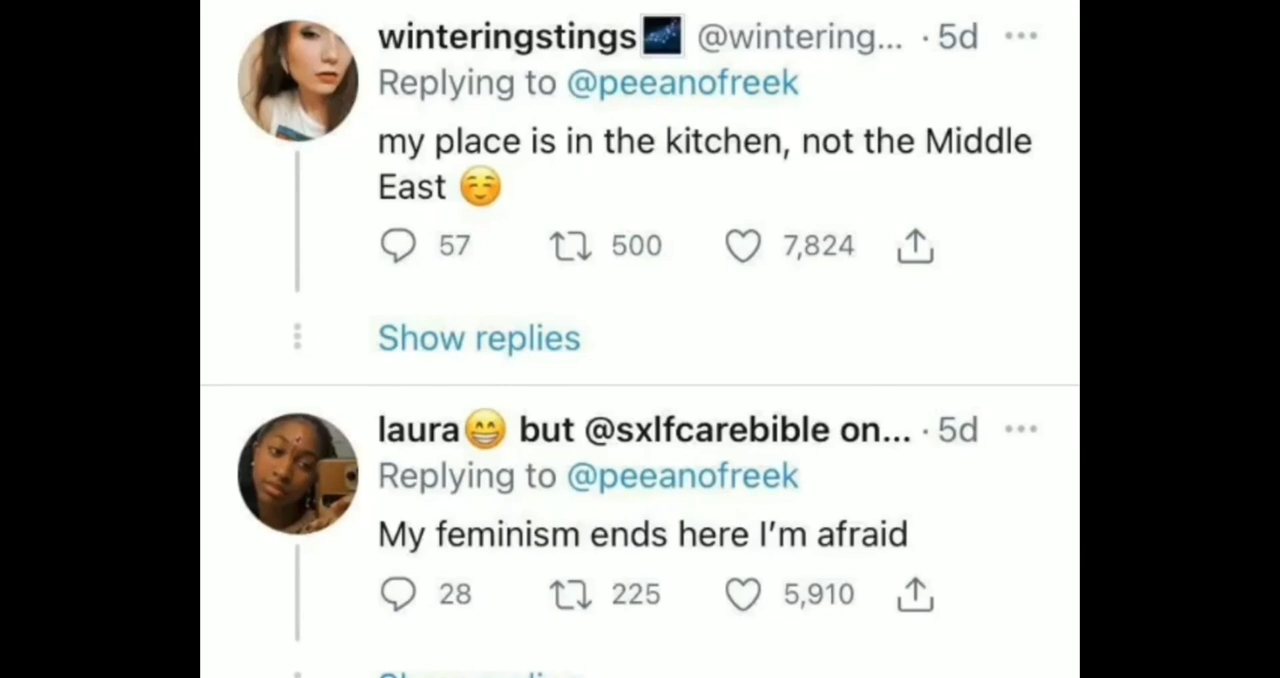 winteringstings🌌 @wintering... · 5d
Replying to @peeanofreek
my place is in the kitchen, not the Middle
East ☺️
57 500 7,824
Show replies
laura😁 but @sxlfcarebible on... · 5d
Replying to @peeanofreek
My feminism ends here I'm afraid
28 225 5,910